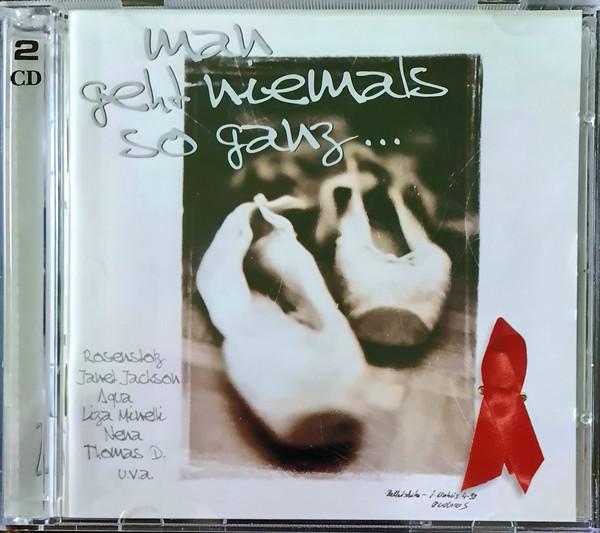 2
CD
man
geht niemals
so ganz...
Rosenstolz
Janet Jackson
Aqua
Liza Minelli
Nena
Thomas D.
u.v.a